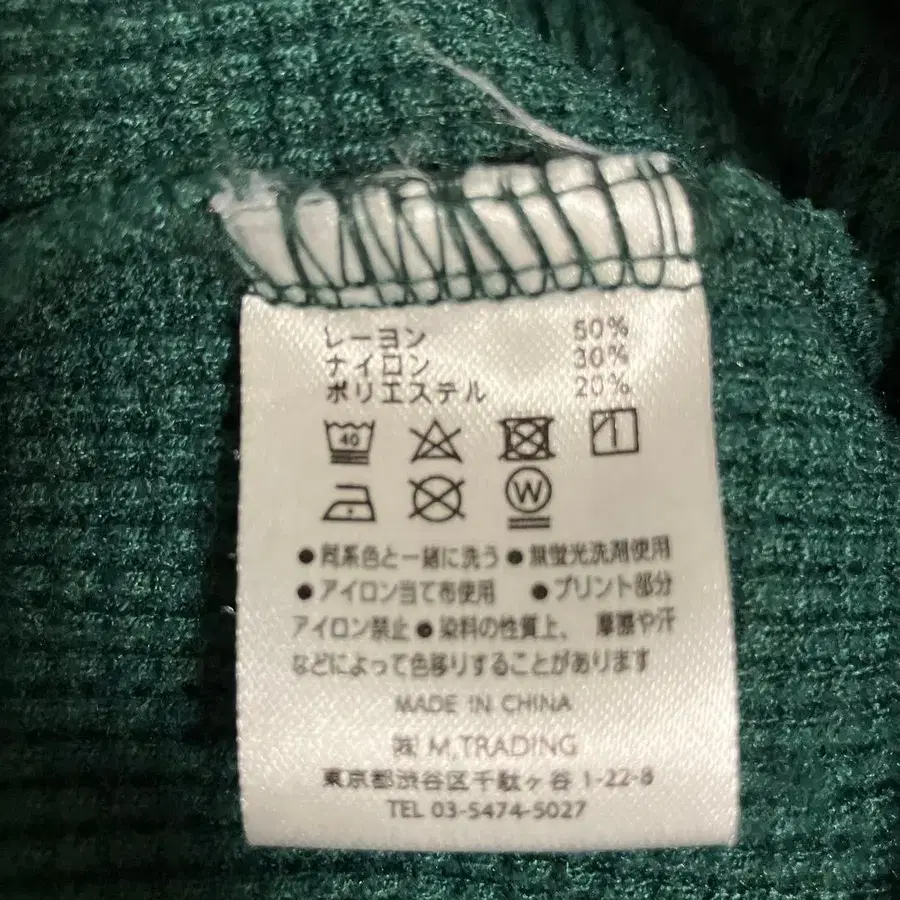 レーヨン 50%
ナイロン 30%
ポリエステル 20%
40
W
●同系色と一緒に洗う ●無蛍光洗剤使用
●アイロン当て布使用 ●プリント部分
アイロン禁止 ●染料の性質上、 摩擦や汗
などによって色移りすることがあります
MADE IN CHINA
㈱ M,TRADING
東京都渋谷区千駄ヶ谷 1-22-8
TEL 03-5474-5027